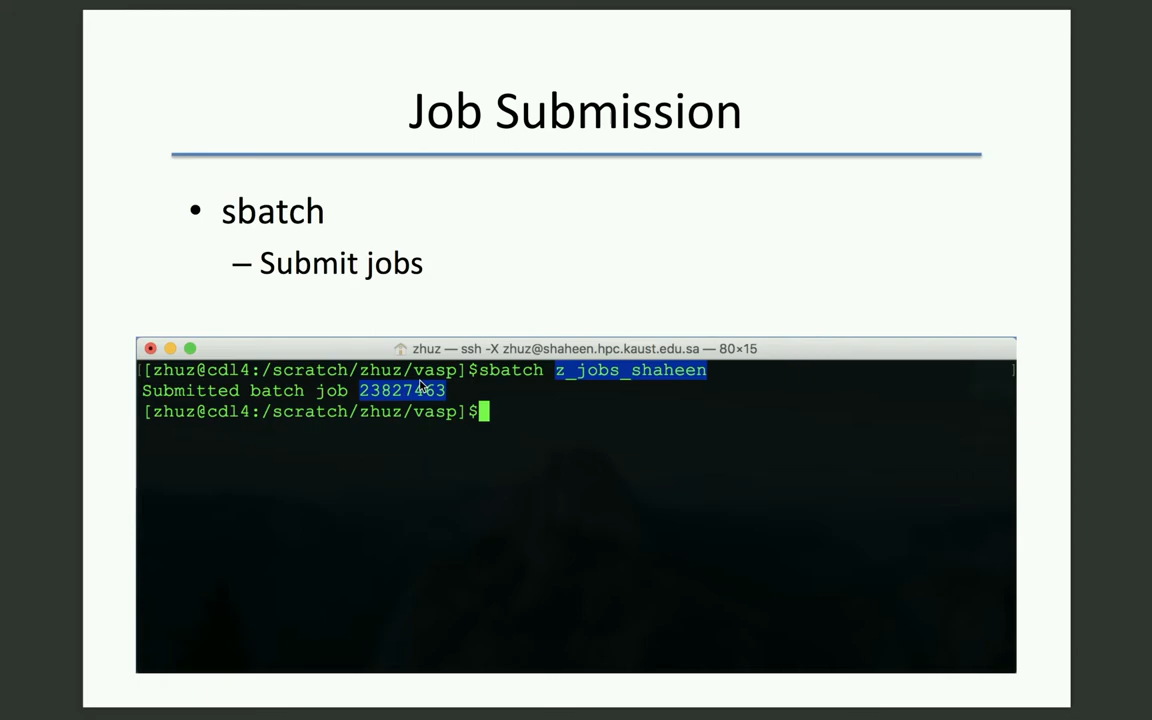 Job Submission
• sbatch
– Submit jobs
zhuz — ssh -X zhuz@shaheen.hpc.kaust.edu.sa — 80×15
[[zhuz@cdl4:/scratch/zhuz/vasp]$sbatch z_jobs_shaheen ]
Submitted batch job 23827463
[zhuz@cdl4:/scratch/zhuz/vasp]$